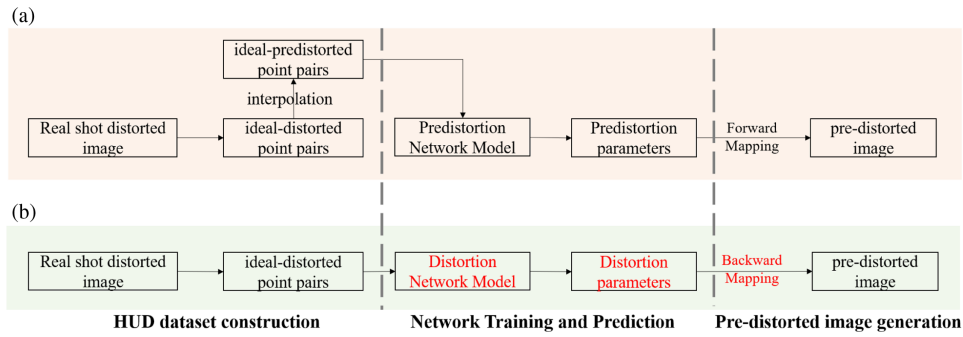 (a)
ideal-predistorted
point pairs
interpolation
Real shot distorted
image
ideal-distorted
point pairs
Predistortion
Network Model
Predistortion
parameters
Forward
Mapping
pre-distorted
image
(b)
Real shot distorted
image
ideal-distorted
point pairs
Distortion
Network Model
Distortion
parameters
Backward
Mapping
pre-distorted
image
HUD dataset construction
Network Training and Prediction
Pre-distorted image generation